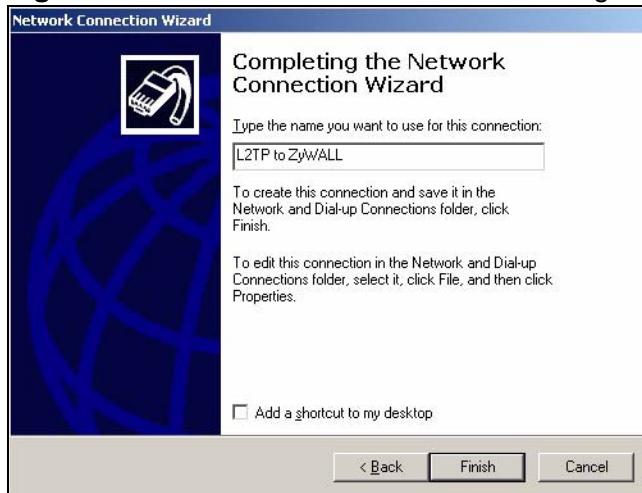 Network Connection Wizard
Completing the Network
Connection Wizard
Type the name you want to use for this connection:
L2TP to ZyWALL
To create this connection and save it in the
Network and Dial-up Connections folder, click
Finish.
To edit this connection in the Network and Dial-up
Connections folder, select it, click File, and then click
Properties.
Add a shortcut to my desktop
< Back
Finish
Cancel